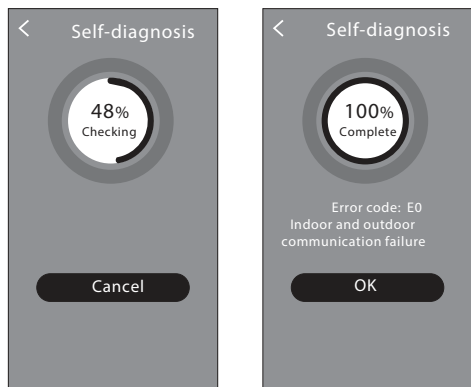 Self-diagnosis
48%
Checking
Cancel
Self-diagnosis
100%
Complete
Error code: E0
Indoor and outdoor
communication failure
OK